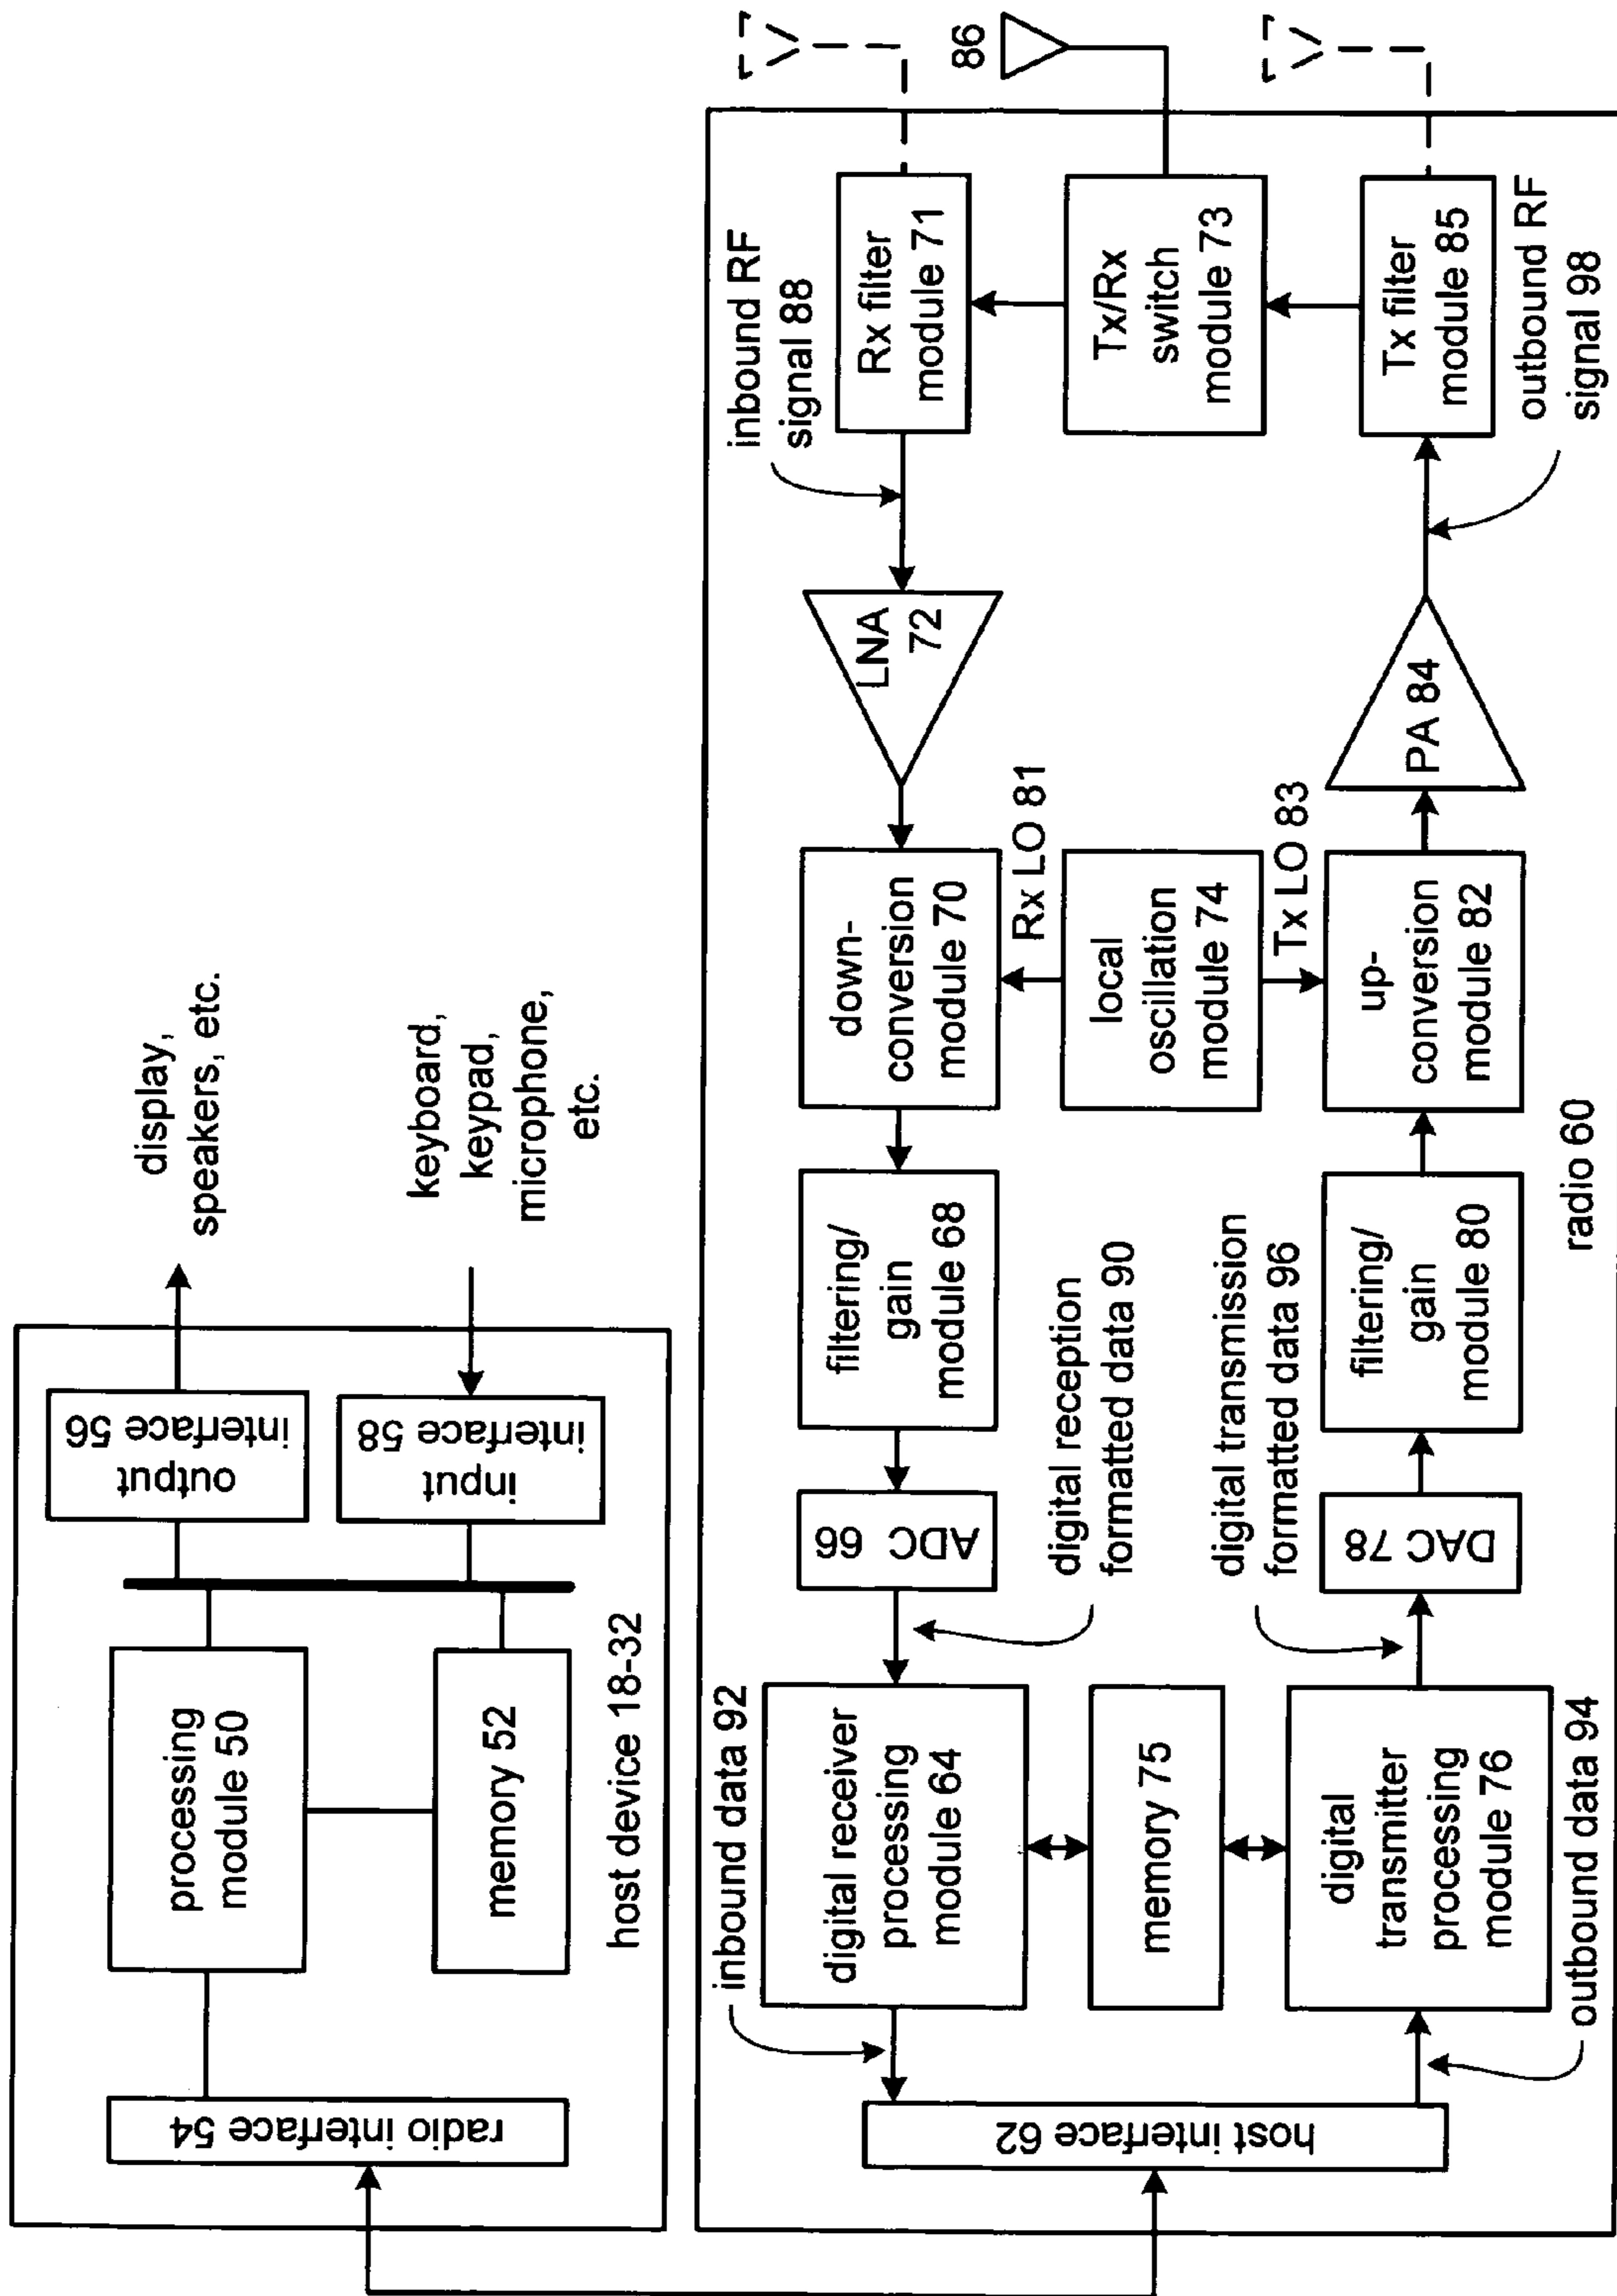 radio interface 54
processing
module 50
memory 52
host device 18-32
output
interface 56
input
interface 58
display,
speakers, etc.
keyboard,
keypad,
microphone,
etc.
host interface 62
inbound data 92
digital receiver
processing
module 64
memory 75
digital
transmitter
processing
module 76
outbound data 94
ADC 66
digital reception
formatted data 90
digital transmission
formatted data 96
DAC 78
filtering/
gain
module 68
filtering/
gain
module 80
radio 60
down-
conversion
module 70
Rx LO 81
local
oscillation
module 74
Tx LO 83
up-
conversion
module 82
LNA
72
PA 84
inbound RF
signal 88
Rx filter
module 71
Tx/Rx
switch
module 73
Tx filter
module 85
outbound RF
signal 98
86